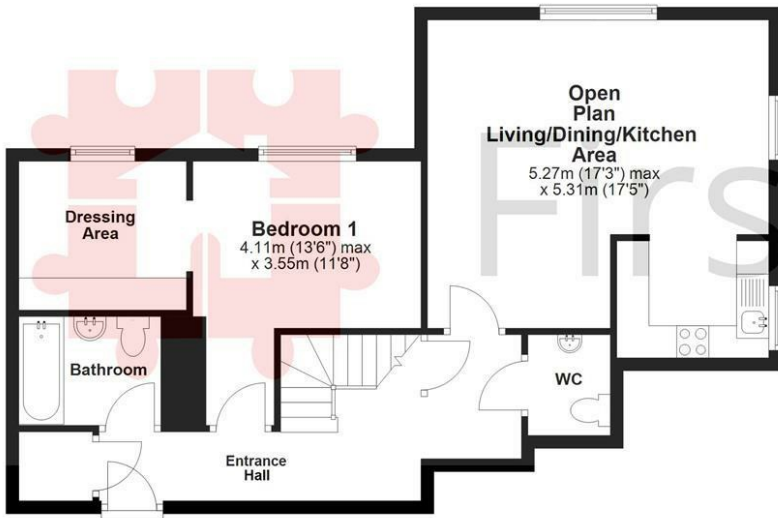 Open
Plan
Living/Dining/Kitchen
Area
5.27m (17'3") max
x 5.31m (17'5")
Dressing
Area
Bedroom 1
4.11m (13'6") max
x 3.55m (11'8")
Bathroom
WC
Entrance
Hall
Firs